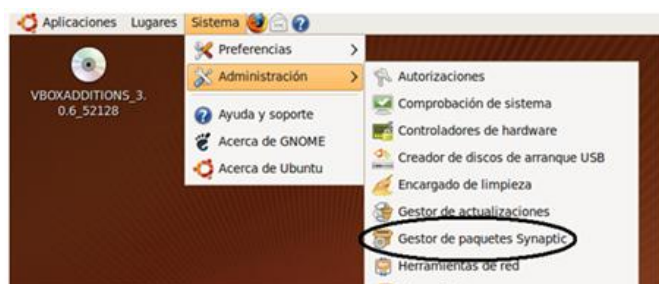 Aplicaciones Lugares Sistema
Preferencias
Administración
Ayuda y soporte
Acerca de GNOME
Acerca de Ubuntu
VBOXADDITIONS_3.
0.6_52128
Autorizaciones
Comprobación de sistema
Controladores de hardware
Creador de discos de arranque USB
Encargado de limpieza
Gestor de actualizaciones
Gestor de paquetes Synaptic
Herramientas de red